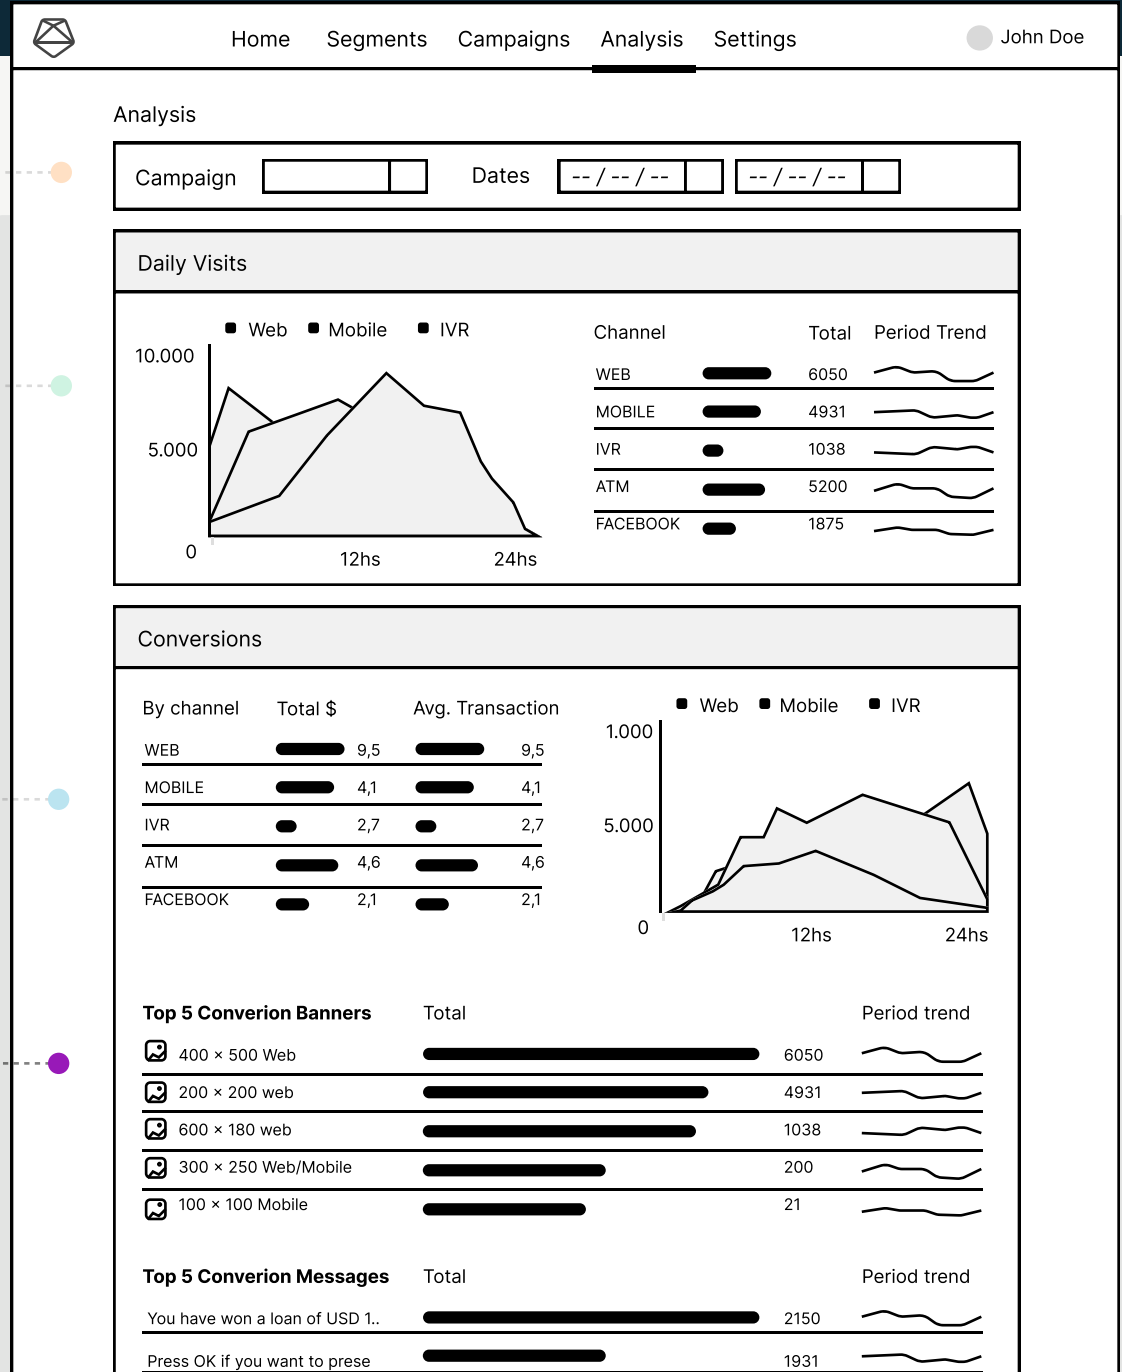 Home Segments Campaigns Analysis Settings John Doe
Analysis
Campaign Dates -- / -- / -- -- / -- / --
Daily Visits
Web Mobile IVR
10.000
5.000
0
12hs 24hs
Channel Total Period Trend
WEB 6050
MOBILE 4931
IVR 1038
ATM 5200
FACEBOOK 1875
Conversions
By channel Total $ Avg. Transaction
WEB 9,5 9,5
MOBILE 4,1 4,1
IVR 2,7 2,7
ATM 4,6 4,6
FACEBOOK 2,1 2,1
Web Mobile IVR
1.000
5.000
0
12hs 24hs
Top 5 Converion Banners Total Period trend
400 × 500 Web 6050
200 × 200 web 4931
600 × 180 web 1038
300 × 250 Web/Mobile 200
100 × 100 Mobile 21
Top 5 Converion Messages Total Period trend
You have won a loan of USD 1.. 2150
Press OK if you want to prese 1931